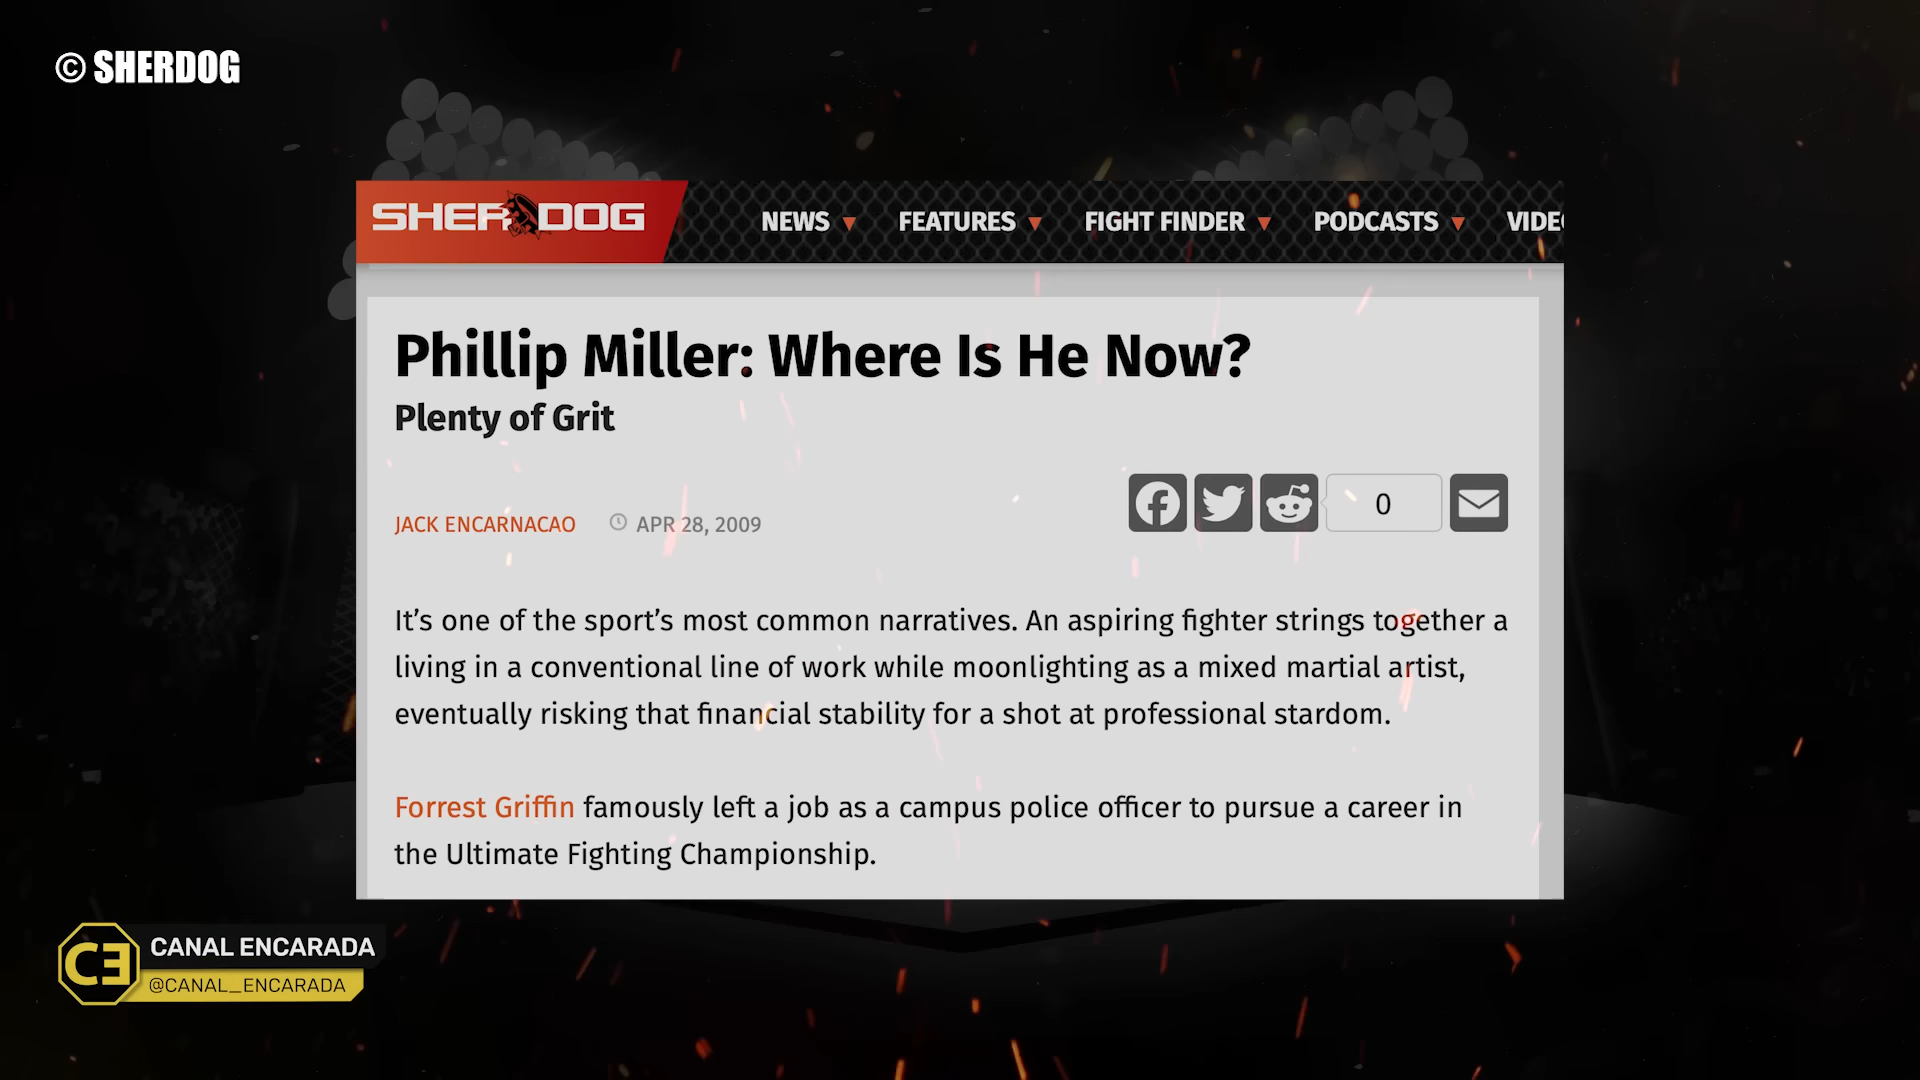 © SHERDOG
SHERDOG
NEWS FEATURES FIGHT FINDER PODCASTS
Phillip Miller: Where Is He Now?
Plenty of Grit
JACK ENCARNACAO APR 28, 2009
0
It’s one of the sport’s most common narratives. An aspiring fighter strings together a
living in a conventional line of work while moonlighting as a mixed martial artist,
eventually risking that financial stability for a shot at professional stardom.
Forrest Griffin famously left a job as a campus police officer to pursue a career in
the Ultimate Fighting Championship.
CE
CANAL ENCARADA
@CANAL_ENCARADA